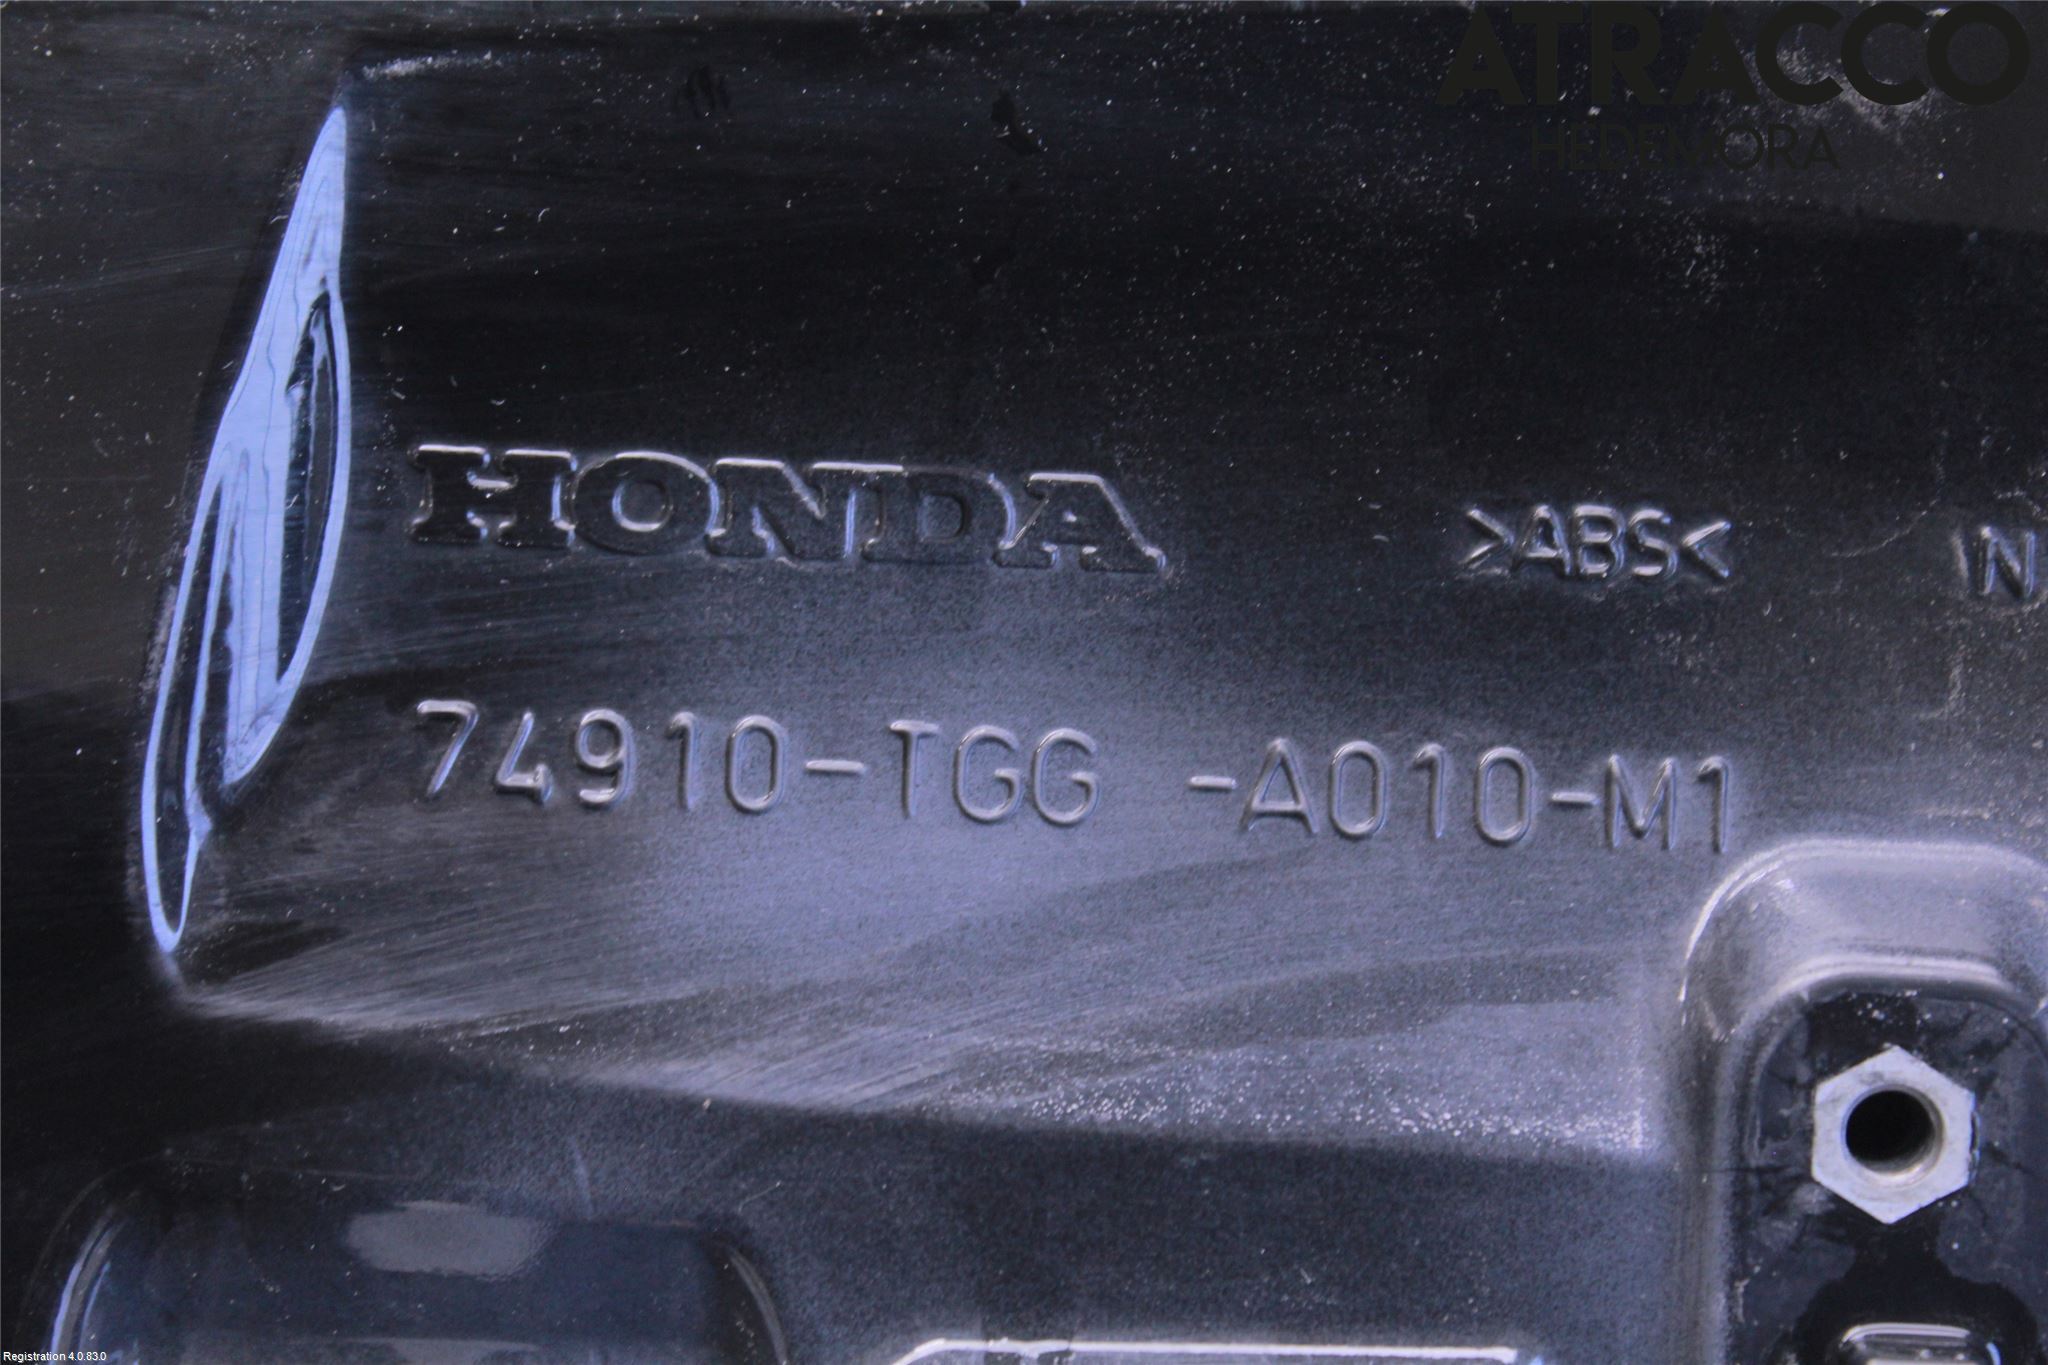 ATRACCO
HEDEMORA
HONDA
>ABS<
74910-TGG -A010-M1
Registration 4.0.83.0